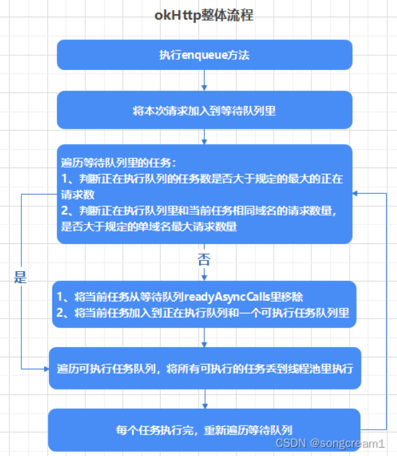 okHttp整体流程
执行enqueue方法
将本次请求加入到等待队列里
遍历等待队列里的任务：
1、判断正在执行队列的任务数是否大于规定的最大的正在
请求数
2、判断正在执行队列里和当前任务相同域名的请求数量，
是否大于规定的单域名最大请求数量
是
否
1、将当前任务从等待队列readyAsyncCalls里移除
2、将当前任务加入到正在执行队列和一个可执行任务队列里
遍历可执行任务队列，将所有可执行的任务丢到线程池里执行
每个任务执行完，重新遍历等待队列
CSDN @songcream1